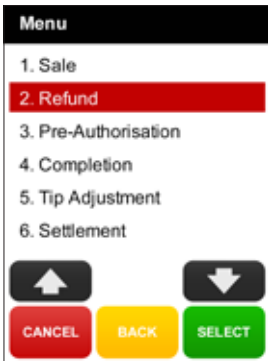 Menu
1. Sale
2. Refund
3. Pre-Authorisation
4. Completion
5. Tip Adjustment
6. Settlement
CANCEL BACK SELECT